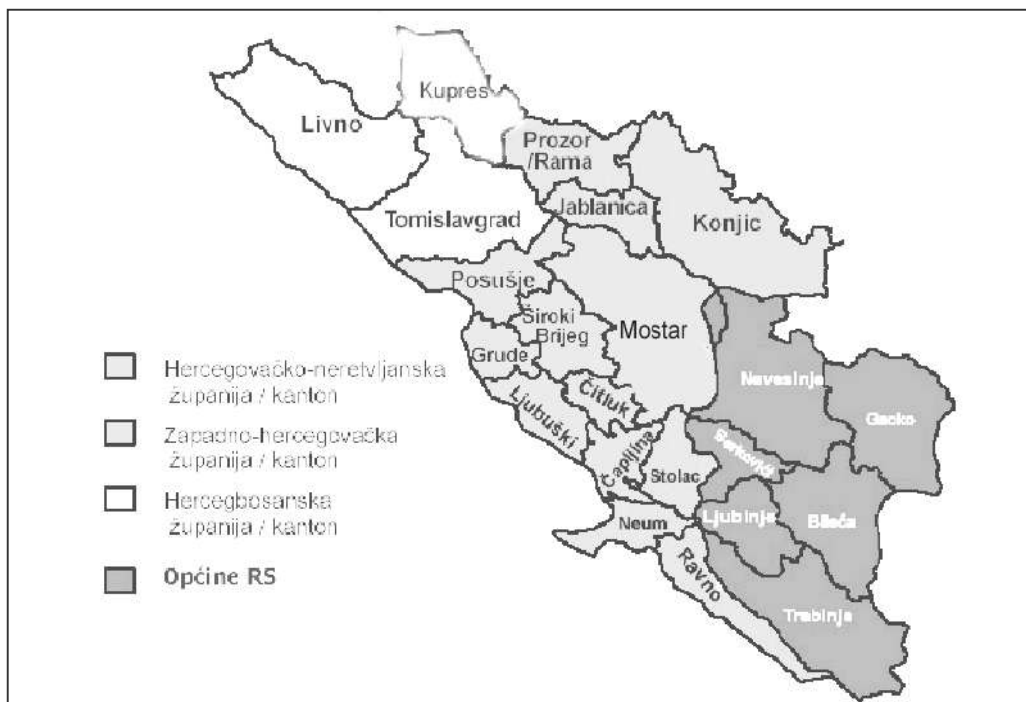 Kupres
Livno
Prozor
/Rama
Jablanica
Konjic
Tomislavgrad
Posušje
Široki
Brijeg
Mostar
Grude
Nevesinje
Gacko
Čitluk
Ljubuški
Čapljina
Stolac
Berkovići
Ljubinje
Bileća
Neum
Ravno
Trebinje
Hercegovačko-neretvljanska
županija / kanton
Zapadno-hercegovačka
županija / kanton
Hercegbosanska
županija / kanton
Općine RS